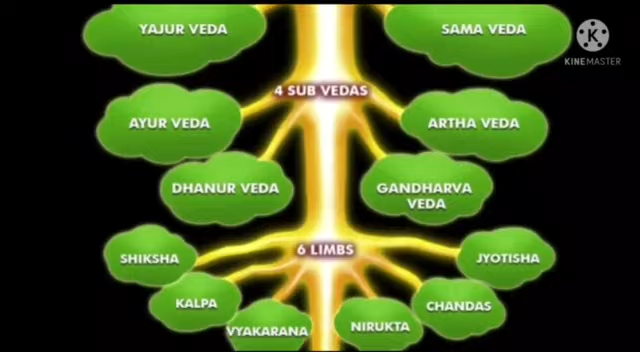 YAJUR VEDA
SAMA VEDA
K
KINEMASTER
4 SUB VEDAS
AYUR VEDA
ARTHA VEDA
DHANUR VEDA
GANDHARVA
VEDA
6 LIMBS
SHIKSHA
JYOTISHA
KALPA
CHANDAS
VYAKARANA
NIRUKTA